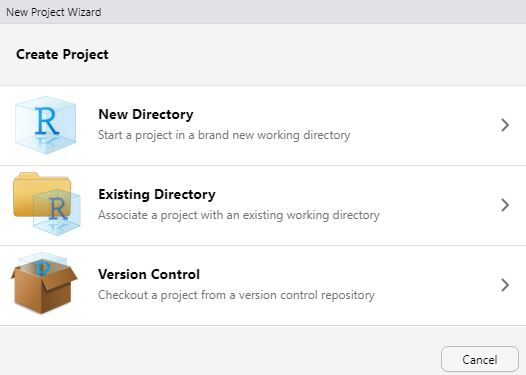 New Project Wizard
Create Project
R
New Directory
Start a project in a brand new working directory
R
Existing Directory
Associate a project with an existing working directory
R
Version Control
Checkout a project from a version control repository
Cancel